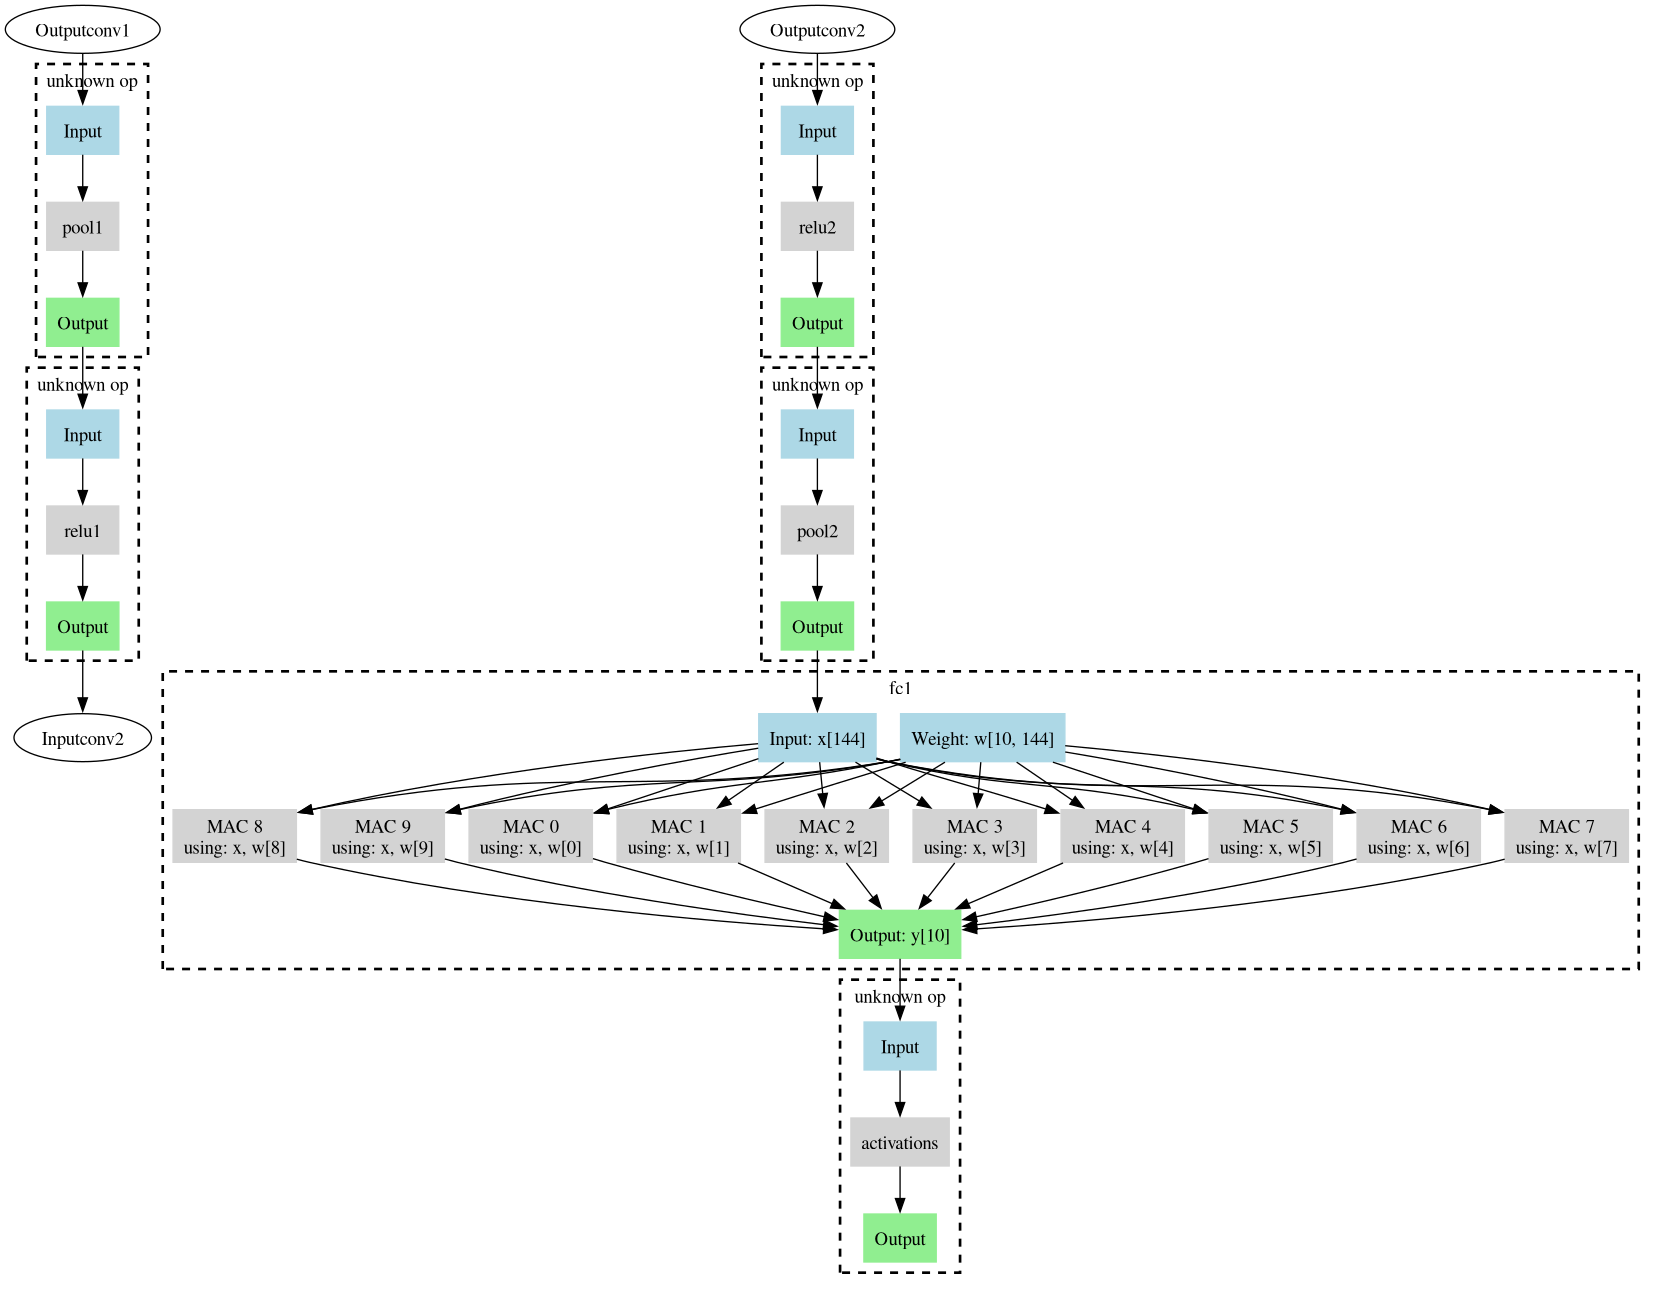 Outputconv1
Outputconv2
unknown op
unknown op
Input
Input
pool1
relu2
Output
Output
unknown op
unknown op
Input
Input
relu1
pool2
Output
Output
fc1
Inputconv2
Input: x[144]
Weight: w[10, 144]
MAC 8
using: x, w[8]
MAC 9
using: x, w[9]
MAC 0
using: x, w[0]
MAC 1
using: x, w[1]
MAC 2
using: x, w[2]
MAC 3
using: x, w[3]
MAC 4
using: x, w[4]
MAC 5
using: x, w[5]
MAC 6
using: x, w[6]
MAC 7
using: x, w[7]
Output: y[10]
unknown op
Input
activations
Output